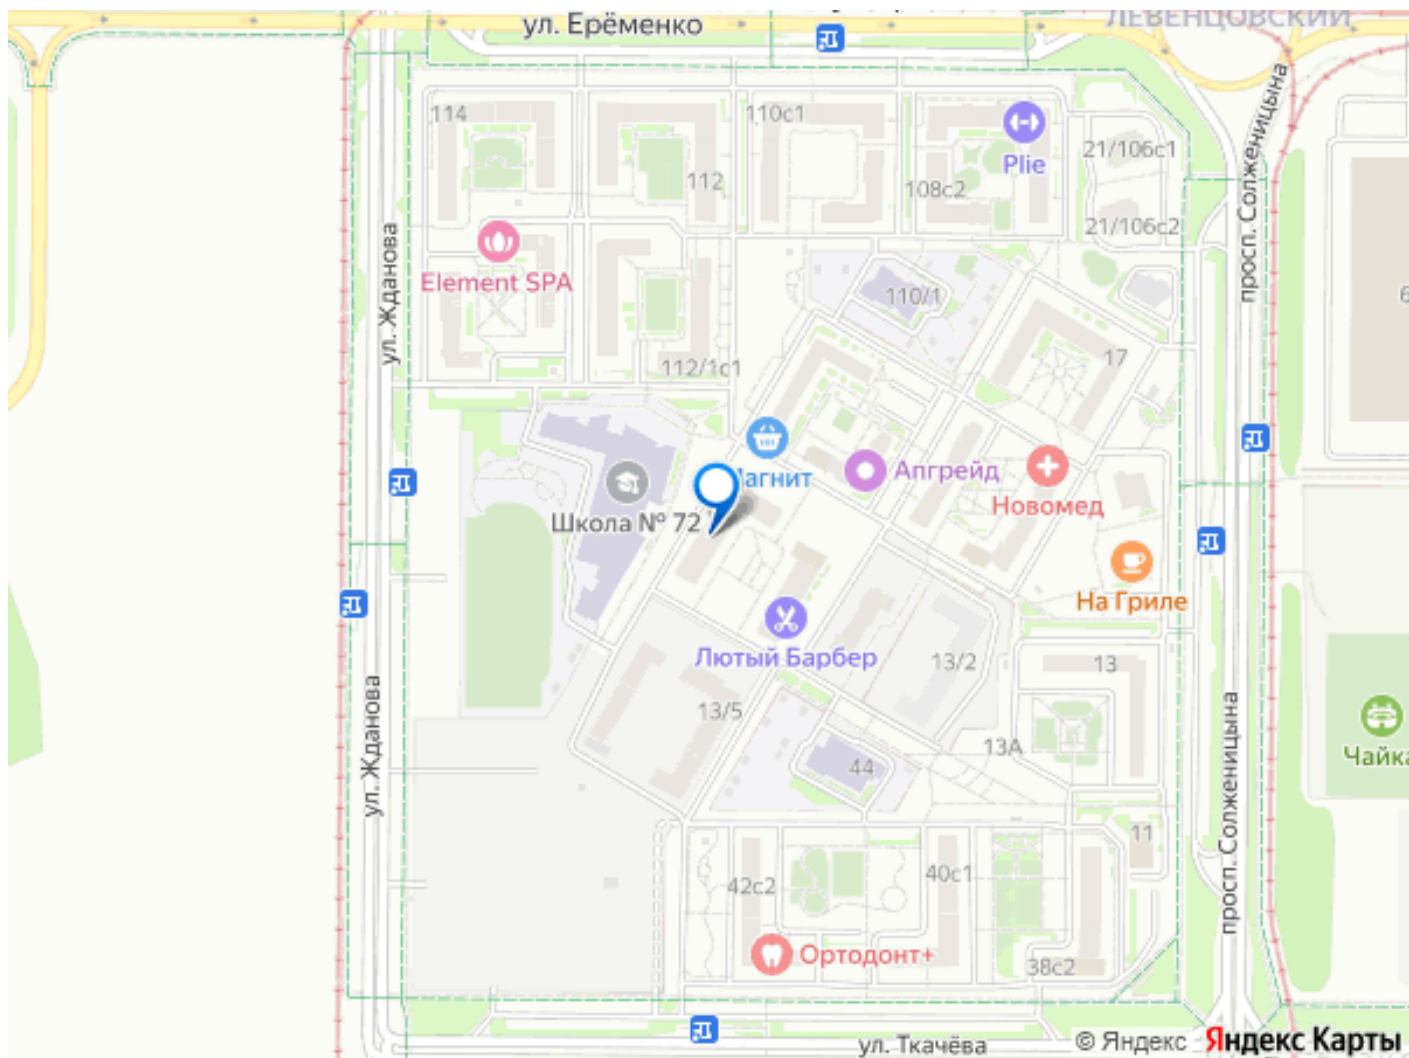 ул. Ерёменко
ЛЕВЕНЦОВСКИЙ
114
110с1
Plie
21/106с1
112
108с2
21/106с2
просп. Солженицына
ул. Жданова
Element SPA
110/1
6
17
112/1с1
Магнит
Апгрейд
Новомед
Школа № 72
На Гриле
Лютый Барбер
13/2
13
13/5
13А
ул. Жданова
просп. Солженицына
44
Чайка
11
42с2
40с1
Ортодонт+
38с2
ул. Ткачёва
© Яндекс Яндекс Карты